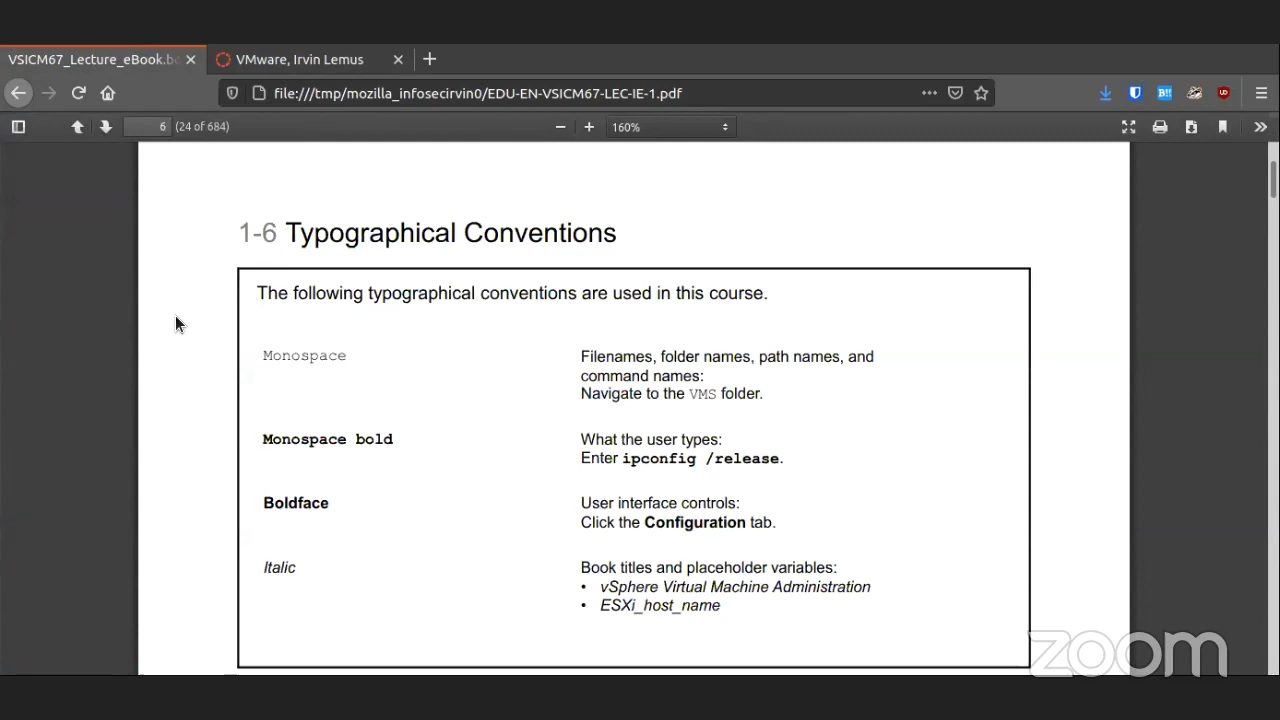 VSICM67_Lecture_eBook.bo
VMware, Irvin Lemus
file:///tmp/mozilla_infosecirvin0/EDU-EN-VSICM67-LEC-IE-1.pdf
6 (24 of 684)
160%
1-6 Typographical Conventions
The following typographical conventions are used in this course.
Monospace
Filenames, folder names, path names, and
command names:
Navigate to the VMS folder.
Monospace bold
What the user types:
Enter ipconfig /release.
Boldface
User interface controls:
Click the Configuration tab.
Italic
Book titles and placeholder variables:
• vSphere Virtual Machine Administration
• ESXi_host_name
zoom